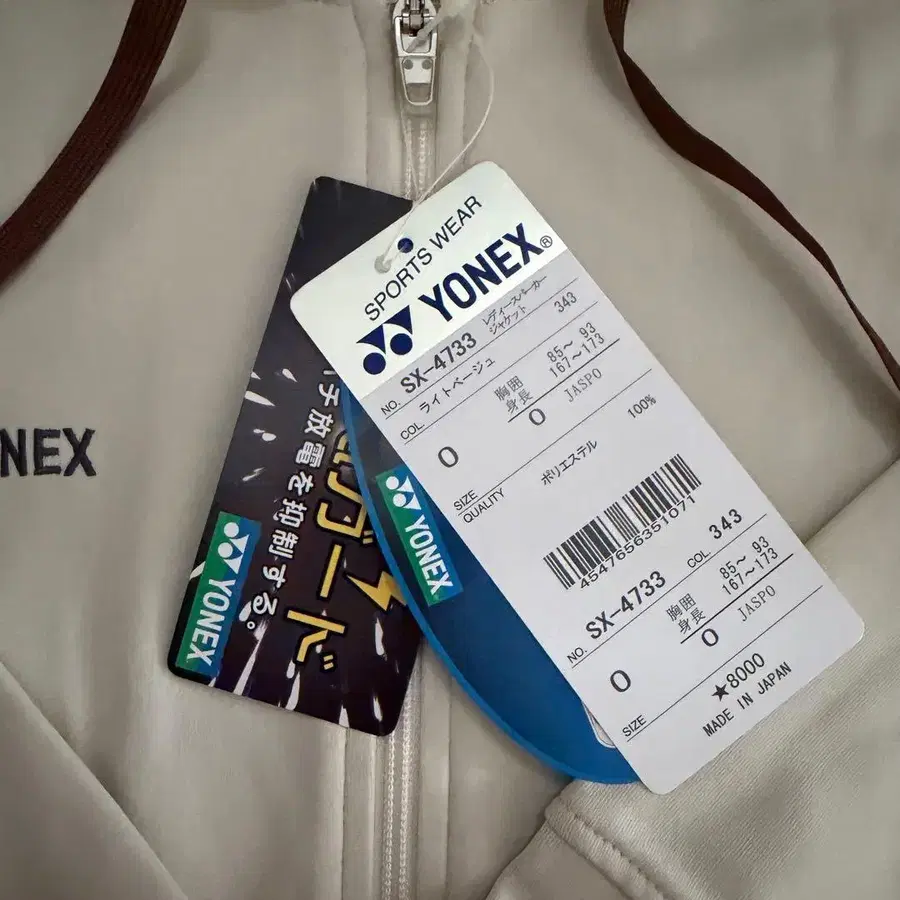 SPORTS WEAR
YONEX®
NO. SX-4733 レディースパーカージャケット 343
COL. ライトベージュ
胸囲 85～ 93
身長 167～173
SIZE O O JASPO
QUALITY ポリエステル 100%
4547656351071
NO. SX-4733 COL. 343
胸囲 85～ 93
身長 167～173
SIZE O O JASPO
★8000
MADE IN JAPAN
YONEX
放電を抑制する。
ガード
YONEX
NEX